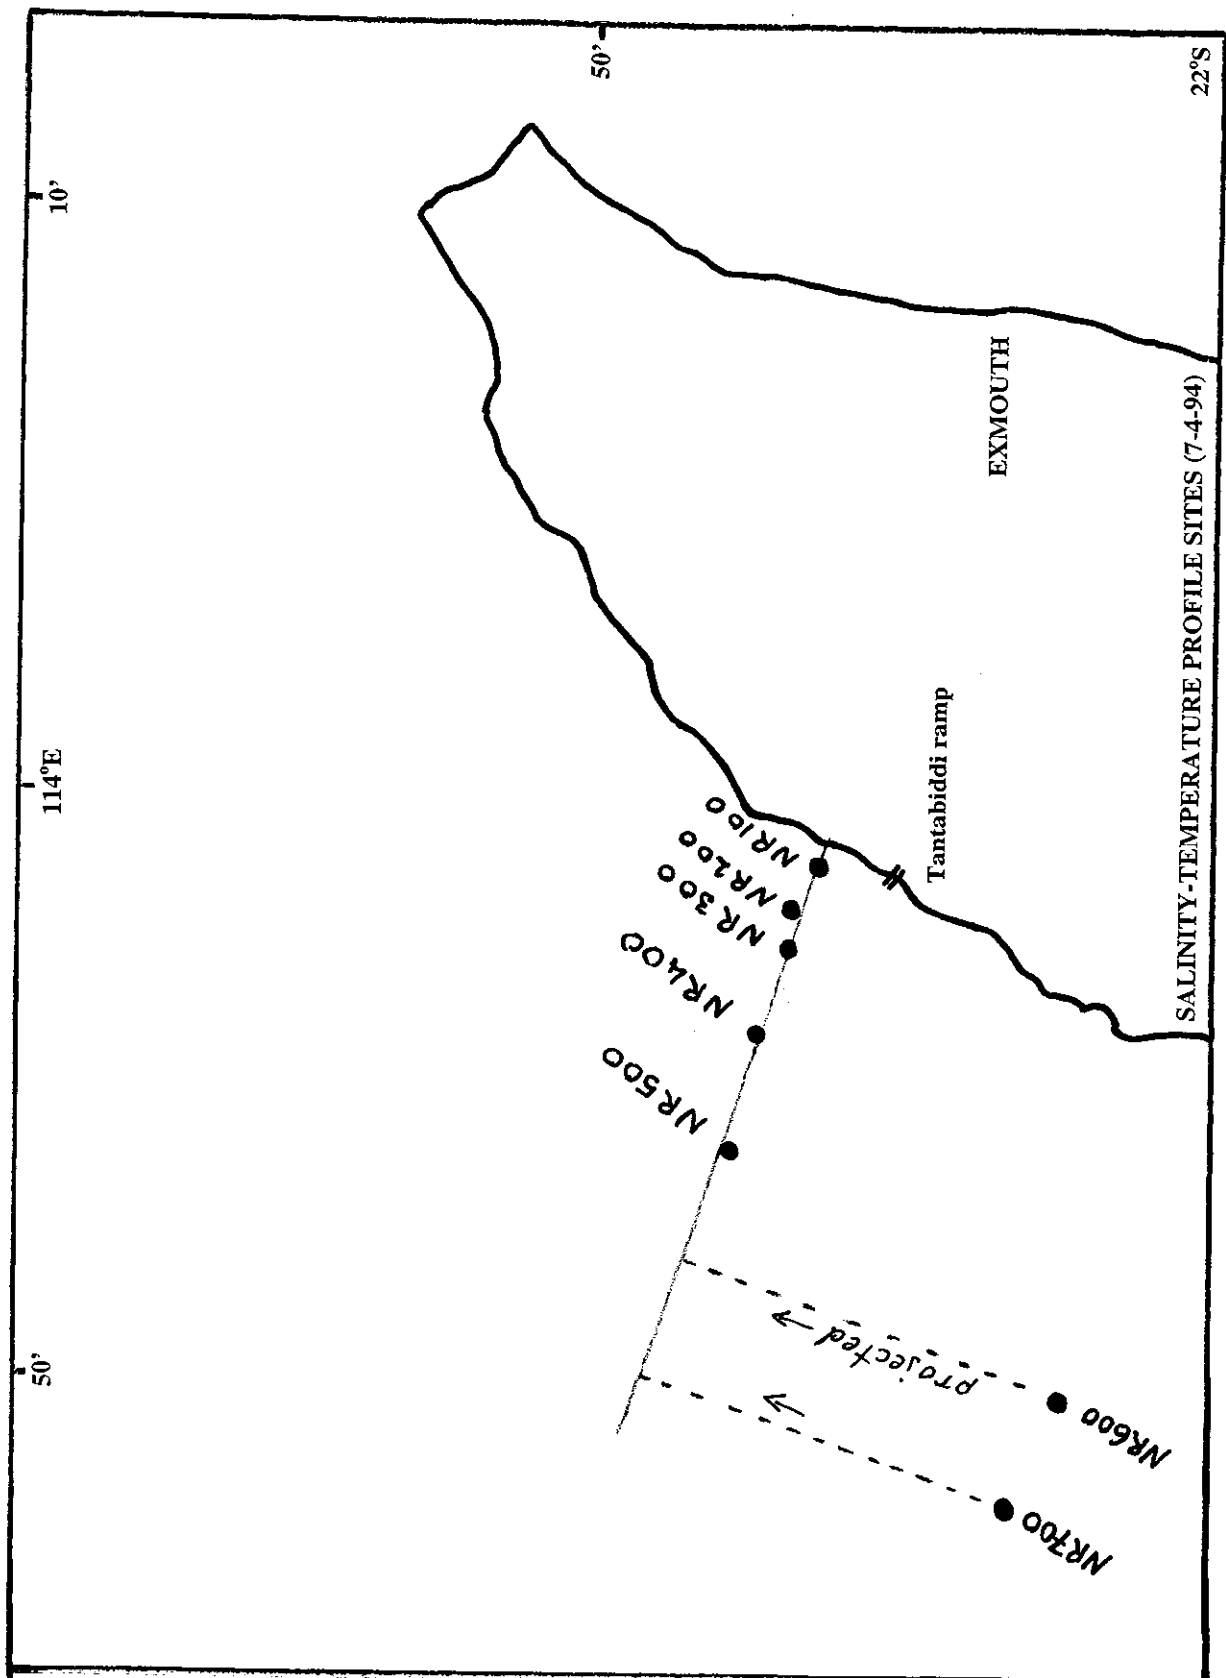 10'
114°E
50'
50'
22°S
EXMOUTH
Tantabiddi ramp
NR100
NR200
NR300
NR400
NR500
projected
NR600
NR700
SALINITY-TEMPERATURE PROFILE SITES (7-4-94)